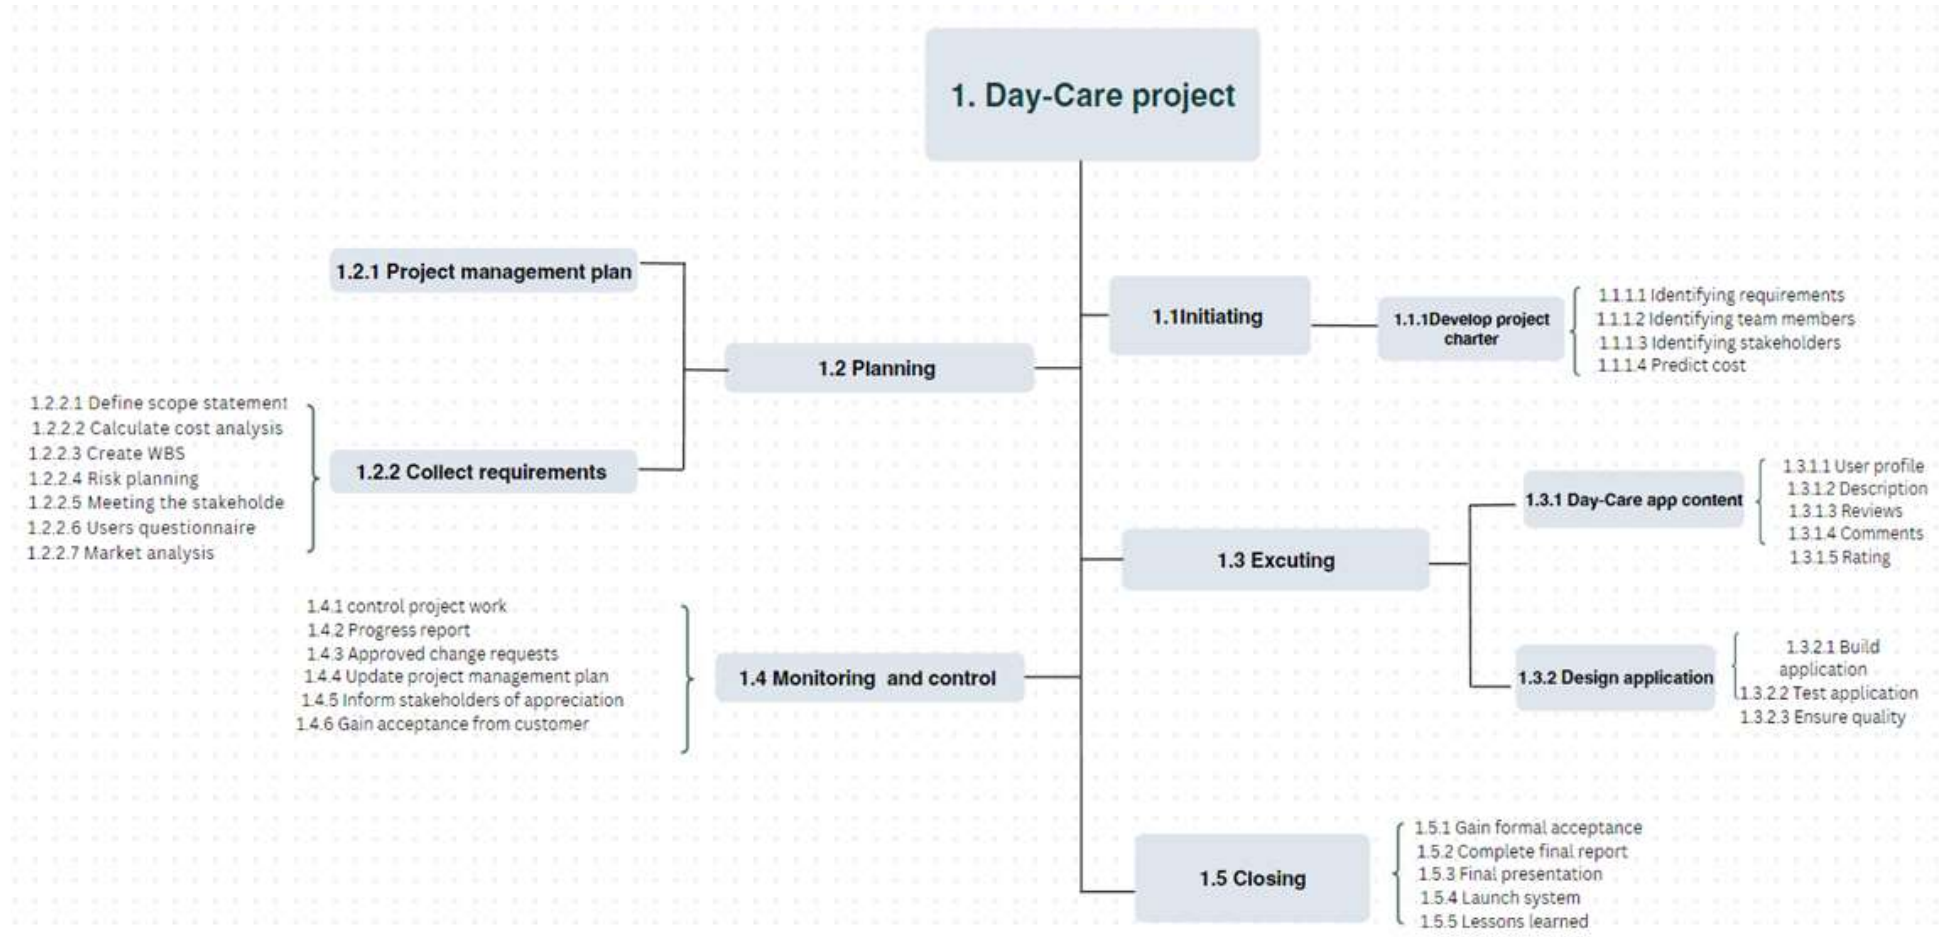 1. Day-Care project
1.1Initiating
1.1.1Develop project
charter
1.1.1.1 Identifying requirements
1.1.1.2 Identifying team members
1.1.1.3 Identifying stakeholders
1.1.1.4 Predict cost
1.2 Planning
1.2.1 Project management plan
1.2.2 Collect requirements
1.2.2.1 Define scope statement
1.2.2.2 Calculate cost analysis
1.2.2.3 Create WBS
1.2.2.4 Risk planning
1.2.2.5 Meeting the stakeholde
1.2.2.6 Users questionnaire
1.2.2.7 Market analysis
1.3 Excuting
1.3.1 Day-Care app content
1.3.1.1 User profile
1.3.1.2 Description
1.3.1.3 Reviews
1.3.1.4 Comments
1.3.1.5 Rating
1.3.2 Design application
1.3.2.1 Build
application
1.3.2.2 Test application
1.3.2.3 Ensure quality
1.4 Monitoring and control
1.4.1 control project work
1.4.2 Progress report
1.4.3 Approved change requests
1.4.4 Update project management plan
1.4.5 Inform stakeholders of appreciation
1.4.6 Gain acceptance from customer
1.5 Closing
1.5.1 Gain formal acceptance
1.5.2 Complete final report
1.5.3 Final presentation
1.5.4 Launch system
1.5.5 Lessons learned